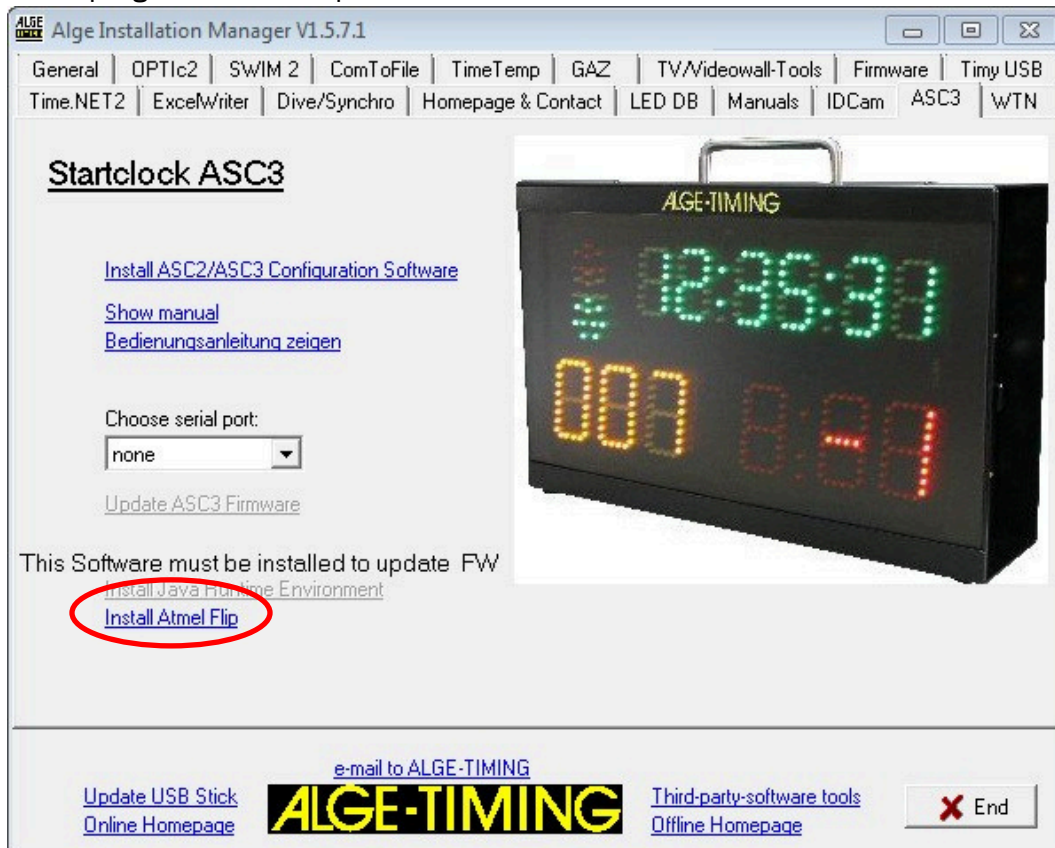 Alge Installation Manager V1.5.7.1
General OPTIc2 SWIM 2 ComToFile TimeTemp GAZ TV/Videowall-Tools Firmware Timy USB
Time.NET2 ExcelWriter Dive/Synchro Homepage & Contact LED DB Manuals IDCam ASC3 WTN
Startclock ASC3
ALGE-TIMING
12:35:31
007 -1
Install ASC2/ASC3 Configuration Software
Show manual
Bedienungsanleitung zeigen
Choose serial port:
none
Update ASC3 Firmware
This Software must be installed to update FW
Install Java Runtime Environment
Install Atmel Flip
e-mail to ALGE-TIMING
Update USB Stick
Online Homepage
ALGE-TIMING
Third-party-software tools
Offline Homepage
End